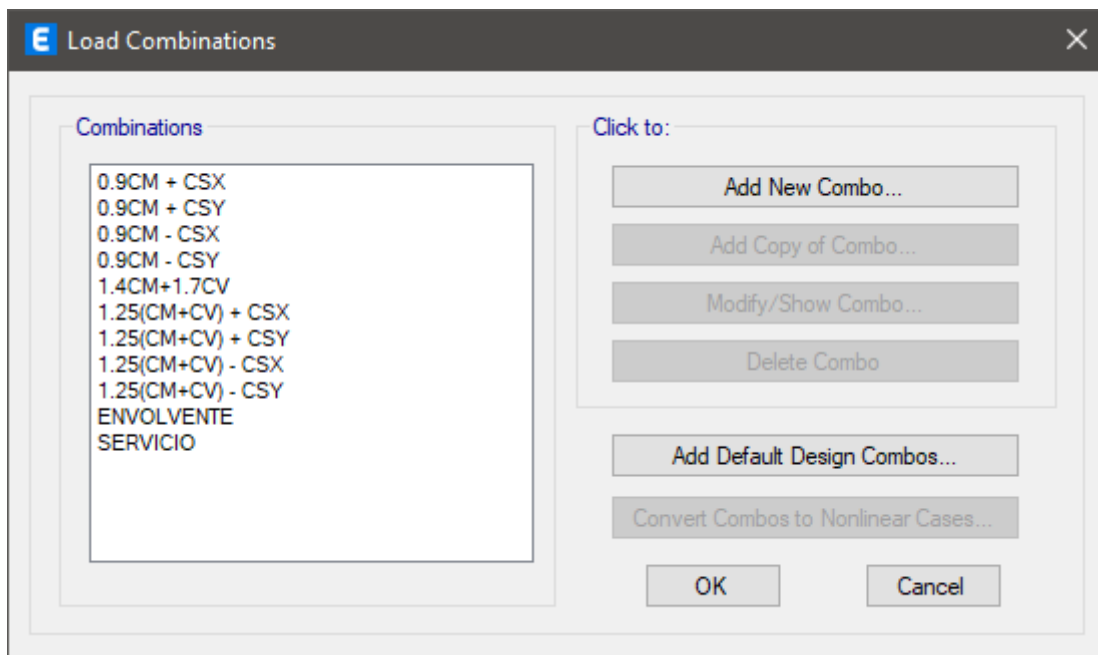 E Load Combinations
Combinations
0.9CM + CSX
0.9CM + CSY
0.9CM - CSX
0.9CM - CSY
1.4CM+1.7CV
1.25(CM+CV) + CSX
1.25(CM+CV) + CSY
1.25(CM+CV) - CSX
1.25(CM+CV) - CSY
ENVOLVENTE
SERVICIO
Click to:
Add New Combo...
Add Copy of Combo...
Modify/Show Combo...
Delete Combo
Add Default Design Combos...
Convert Combos to Nonlinear Cases...
OK
Cancel